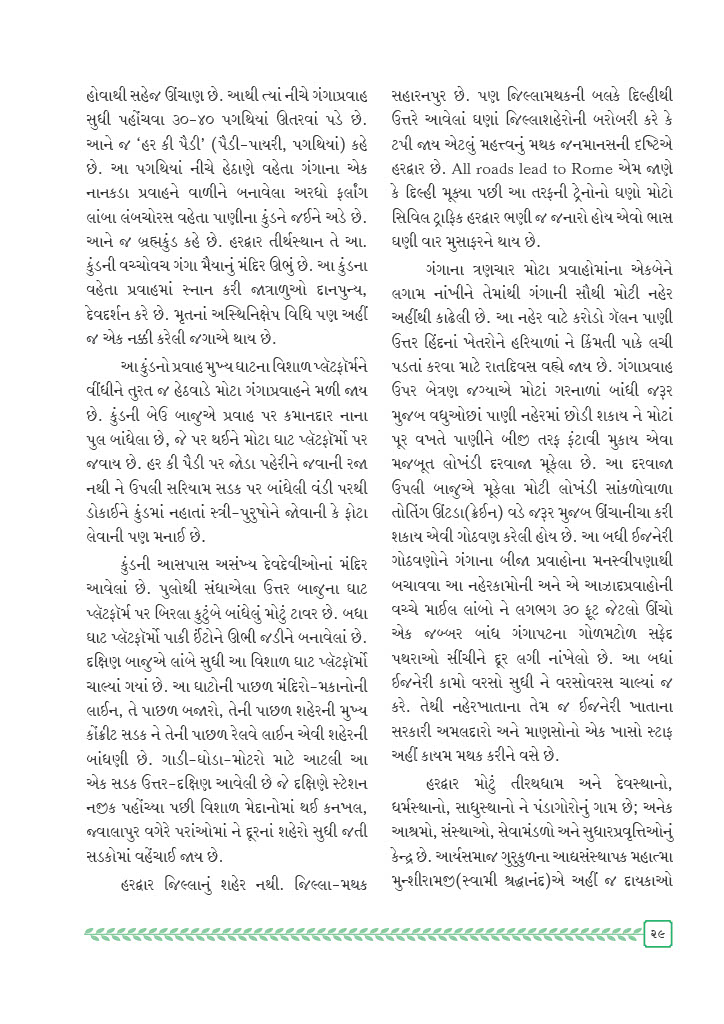 હોવાથી સહેજ ઊંચાણ છે. આથી ત્યાં નીચે ગંગાપ્રવાહ
સુધી પહોંચવા ૩૦-૪૦ પગથિયાં ઊતરવાં પડે છે.
આને જ ‘હર કી પૈડી’ (પૈડી-પાયરી, પગથિયાં) કહે
છે. આ પગથિયાં નીચે હેઠાણે વહેતા ગંગાના એક
નાનકડા પ્રવાહને વાળીને બનાવેલા અરધો ફર્લાંગ
લાંબા લંબચોરસ વહેતા પાણીના કુંડને જઈને અડે છે.
આને જ બ્રહ્મકુંડ કહે છે. હરદ્વાર તીર્થસ્થાન તે આ.
કુંડની વચ્ચોવચ ગંગા મૈયાનું મંદિર ઊભું છે. આ કુંડના
વહેતા પ્રવાહમાં સ્નાન કરી જાત્રાળુઓ દાનપુન્ય,
દેવદર્શન કરે છે. મૃતનાં અસ્થિનિક્ષેપ વિધિ પણ અહીં
જ એક નક્કી કરેલી જગાએ થાય છે.
આ કુંડનો પ્રવાહ મુખ્ય ઘાટના વિશાળ પ્લૅટફૉર્મને
વીંધીને તુરત જ હેઠવાડે મોટા ગંગાપ્રવાહને મળી જાય
છે. કુંડની બેઉ બાજુએ પ્રવાહ પર કમાનદાર નાના
પુલ બાંધેલા છે, જે પર થઈને મોટા ઘાટ પ્લૅટફૉર્મો પર
જવાય છે. હર કી પૈડી પર જોડા પહેરીને જવાની રજા
નથી ને ઉપલી સરિયામ સડક પર બાંધેલી વંડી પરથી
ડોકાઈને કુંડમાં નહાતાં સ્ત્રી-પુરુષોને જોવાની કે ફોટા
લેવાની પણ મનાઈ છે.
કુંડની આસપાસ અસંખ્ય દેવદેવીઓનાં મંદિર
આવેલાં છે. પુલોથી સંધાએલા ઉત્તર બાજુના ઘાટ
પ્લૅટફૉર્મ પર બિરલા કુટુંબે બાંધેલું મોટું ટાવર છે. બધા
ઘાટ પ્લૅટફૉર્મો પાકી ઈંટોને ઊભી જડીને બનાવેલાં છે.
દક્ષિણ બાજુએ લાંબે સુધી આ વિશાળ ઘાટ પ્લૅટફૉર્મો
ચાલ્યાં ગયાં છે. આ ઘાટોની પાછળ મંદિરો-મકાનોની
લાઈન, તે પાછળ બજારો, તેની પાછળ શહેરની મુખ્ય
કોંક્રીટ સડક ને તેની પાછળ રેલવે લાઈન એવી શહેરની
બાંધણી છે. ગાડી-ઘોડા-મોટરો માટે આટલી આ
એક સડક ઉત્તર-દક્ષિણ આવેલી છે જે દક્ષિણે સ્ટેશન
નજીક પહોંચ્યા પછી વિશાળ મેદાનોમાં થઈ કનખલ,
જ્વાલાપુર વગેરે પરાંઓમાં ને દૂરનાં શહેરો સુધી જતી
સડકોમાં વહેંચાઈ જાય છે.
હરદ્વાર જિલ્લાનું શહેર નથી. જિલ્લા-મથક
સહારનપુર છે. પણ જિલ્લામથકની બલકે દિલ્હીથી
ઉત્તરે આવેલાં ઘણાં જિલ્લાશહેરોની બરોબરી કરે કે
ટપી જાય એટલું મહત્ત્વનું મથક જનમાનસની દષ્ટિએ
હરદ્વાર છે. All roads lead to Rome એમ જાણે
કે દિલ્હી મૂક્યા પછી આ તરફની ટ્રેનોનો ઘણો મોટો
સિવિલ ટ્રાફિક હરદ્વાર ભણી જ જનારો હોય એવો ભાસ
ઘણી વાર મુસાફરને થાય છે.
ગંગાના ત્રણચાર મોટા પ્રવાહોમાંના એકબેને
લગામ નાંખીને તેમાંથી ગંગાની સૌથી મોટી નહેર
અહીંથી કાઢેલી છે. આ નહેર વાટે કરોડો ગૅલન પાણી
ઉત્તર હિંદનાં ખેતરોને હરિયાળાં ને કિંમતી પાકે લચી
પડતાં કરવા માટે રાતદિવસ વહ્યે જાય છે. ગંગાપ્રવાહ
ઉપર બેત્રણ જગ્યાએ મોટાં ગરનાળાં બાંધી જરૂર
મુજબ વધુઓછાં પાણી નહેરમાં છોડી શકાય ને મોટાં
પૂર વખતે પાણીને બીજી તરફ ફંટાવી મુકાય એવા
મજબૂત લોખંડી દરવાજા મૂકેલા છે. આ દરવાજા
ઉપલી બાજુએ મૂકેલા મોટી લોખંડી સાંકળોવાળા
તોતિંગ ઊંટડા(ક્રેઈન) વડે જરૂર મુજબ ઊંચાનીચા કરી
શકાય એવી ગોઠવણ કરેલી હોય છે. આ બધી ઈજનેરી
ગોઠવણોને ગંગાના બીજા પ્રવાહોના મનસ્વીપણાથી
બચાવવા આ નહેરકામોની અને એ આઝાદપ્રવાહોની
વચ્ચે માઈલ લાંબો ને લગભગ ૩૦ ફૂટ જેટલો ઊંચો
એક જબ્બર બાંધ ગંગાપટના ગોળમટોળ સફેદ
પથરાઓ સીંચીને દૂર લગી નાંખેલો છે. આ બધાં
ઈજનેરી કામો વરસો સુધી ને વરસોવરસ ચાલ્યાં જ
કરે. તેથી નહેરખાતાના તેમ જ ઈજનેરી ખાતાના
સરકારી અમલદારો અને માણસોનો એક ખાસો સ્ટાફ
અહીં કાયમ મથક કરીને વસે છે.
હરદ્વાર મોટું તીરથધામ અને દેવસ્થાનો,
ધર્મસ્થાનો, સાધુસ્થાનો ને પંડાગોરોનું ગામ છે; અનેક
આશ્રમો, સંસ્થાઓ, સેવામંડળો અને સુધારપ્રવૃત્તિઓનું
કેન્દ્ર છે. આર્યસમાજ ગુરુકુળના આદ્યસંસ્થાપક મહાત્મા
મુન્શીરામજી(સ્વામી શ્રદ્ધાનંદ)એ અહીં જ દાયકાઓ
૨૯